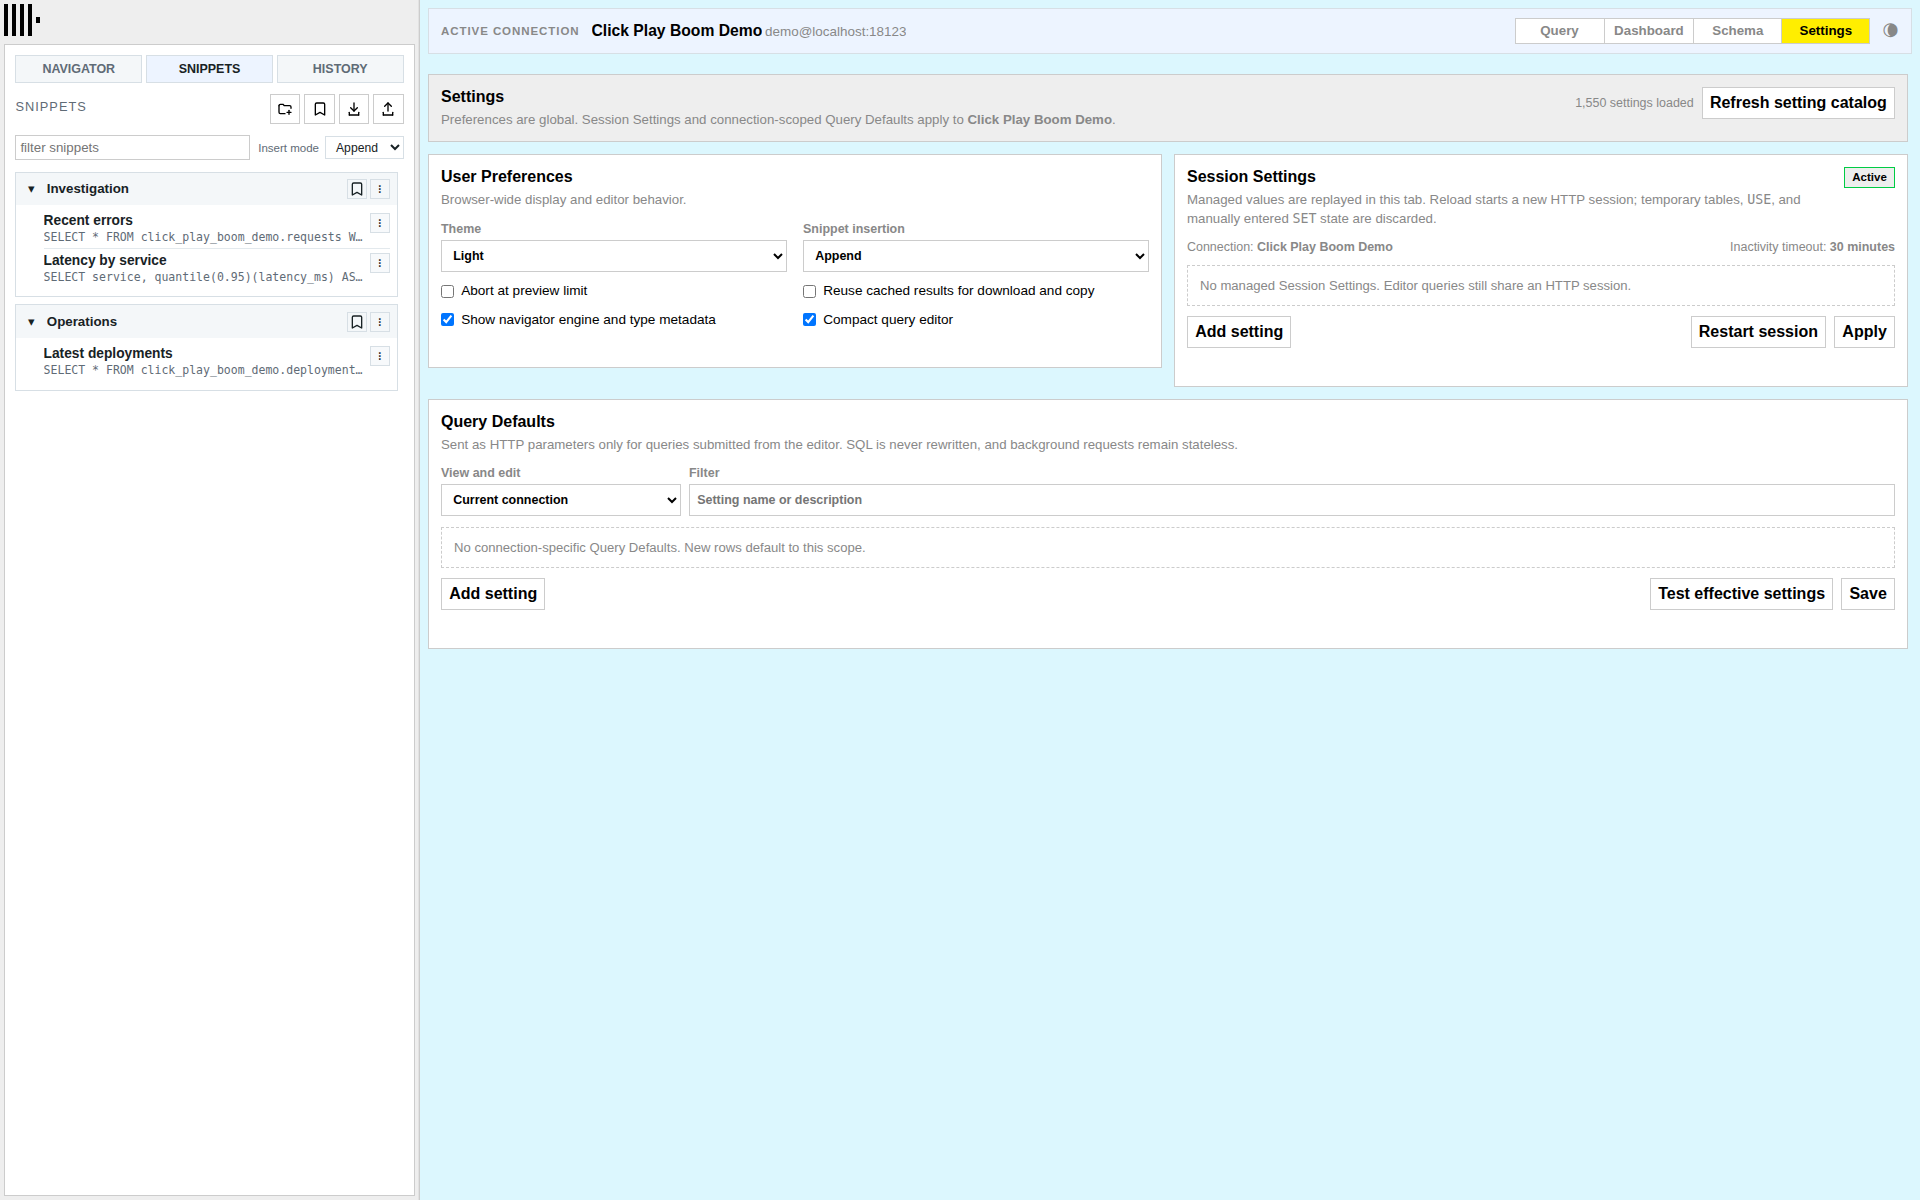 ACTIVE CONNECTION Click Play Boom Demo demo@localhost:18123
Query Dashboard Schema Settings
NAVIGATOR SNIPPETS HISTORY
SNIPPETS
filter snippets Insert mode Append
▼ Investigation
Recent errors
SELECT * FROM click_play_boom_demo.requests W…
Latency by service
SELECT service, quantile(0.95)(latency_ms) AS…
▼ Operations
Latest deployments
SELECT * FROM click_play_boom_demo.deployment…
Settings
Preferences are global. Session Settings and connection-scoped Query Defaults apply to Click Play Boom Demo.
1,550 settings loaded Refresh setting catalog
User Preferences
Browser-wide display and editor behavior.
Theme Snippet insertion
Light Append
Abort at preview limit Reuse cached results for download and copy
Show navigator engine and type metadata Compact query editor
Session Settings Active
Managed values are replayed in this tab. Reload starts a new HTTP session; temporary tables, USE, and
manually entered SET state are discarded.
Connection: Click Play Boom Demo Inactivity timeout: 30 minutes
No managed Session Settings. Editor queries still share an HTTP session.
Add setting Restart session Apply
Query Defaults
Sent as HTTP parameters only for queries submitted from the editor. SQL is never rewritten, and background requests remain stateless.
View and edit Filter
Current connection Setting name or description
No connection-specific Query Defaults. New rows default to this scope.
Add setting Test effective settings Save